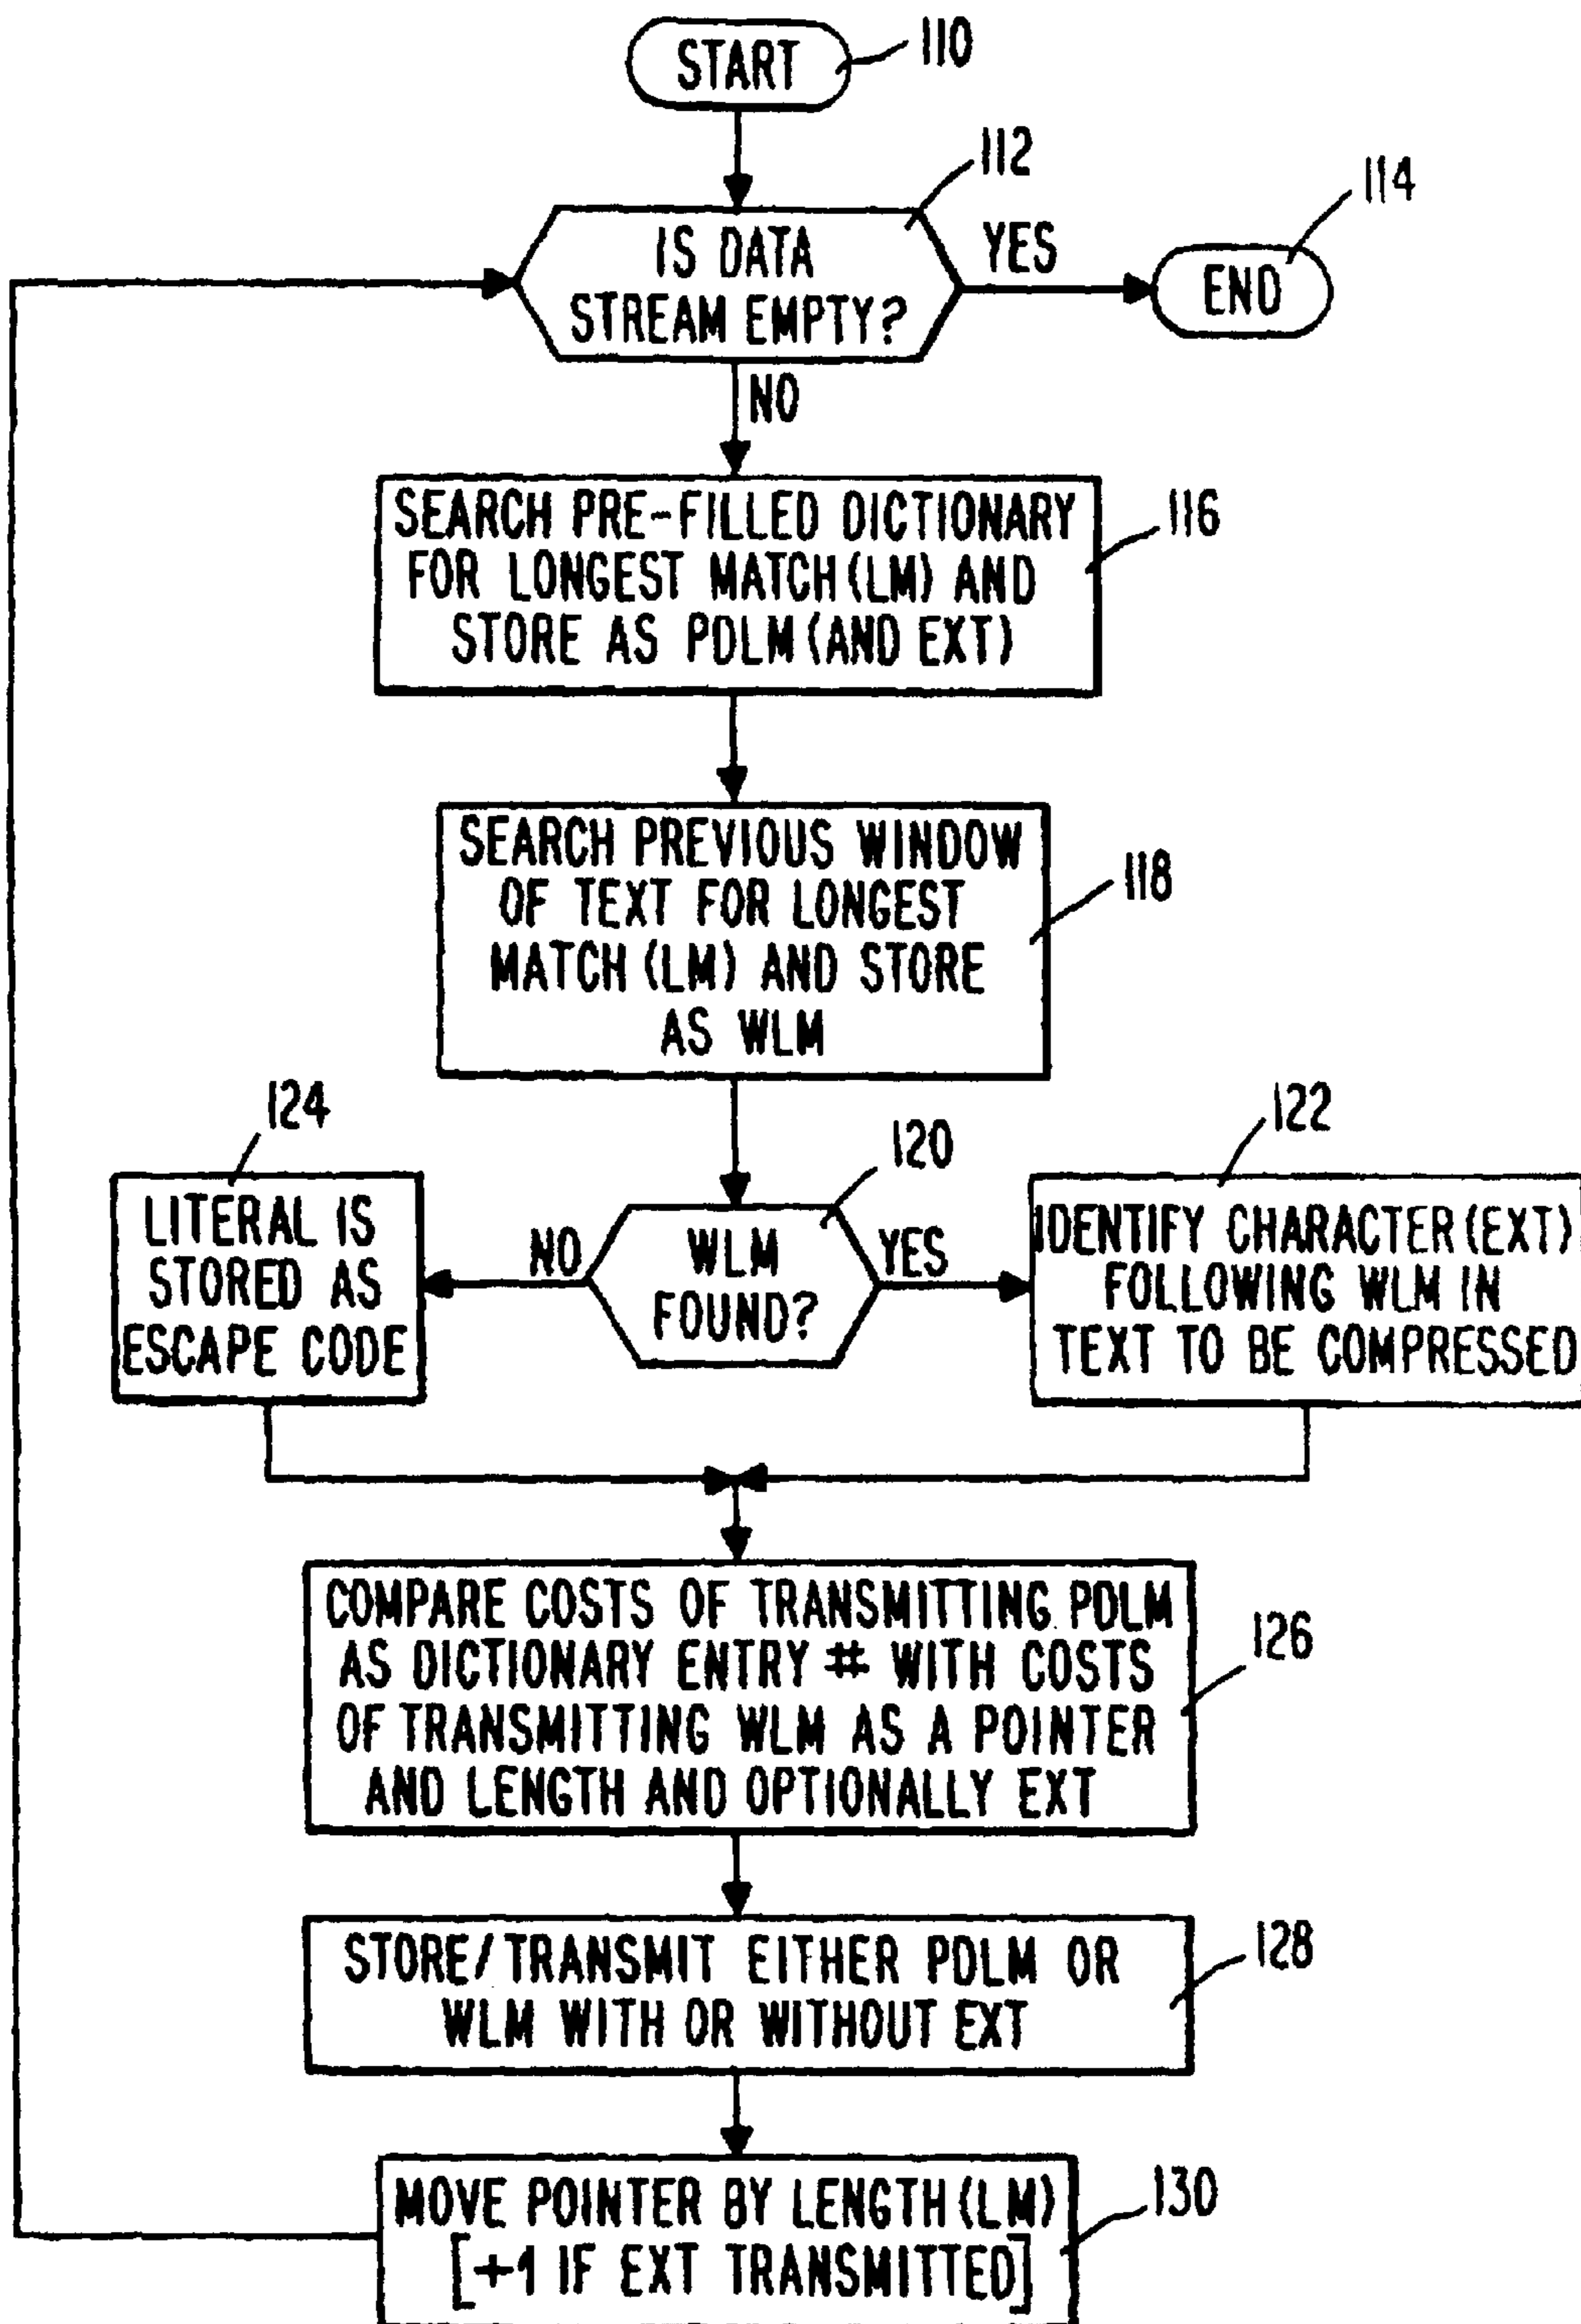 START
110
112
114
IS DATA
STREAM EMPTY?
YES
END
NO
SEARCH PRE-FILLED DICTIONARY
FOR LONGEST MATCH (LM) AND
STORE AS PDLM (AND EXT)
116
SEARCH PREVIOUS WINDOW
OF TEXT FOR LONGEST
MATCH (LM) AND STORE
AS WLM
118
124
120
122
LITERAL IS
STORED AS
ESCAPE CODE
NO
WLM
FOUND?
YES
IDENTIFY CHARACTER (EXT)
FOLLOWING WLM IN
TEXT TO BE COMPRESSED
COMPARE COSTS OF TRANSMITTING PDLM
AS DICTIONARY ENTRY # WITH COSTS
OF TRANSMITTING WLM AS A POINTER
AND LENGTH AND OPTIONALLY EXT
126
STORE/TRANSMIT EITHER PDLM OR
WLM WITH OR WITHOUT EXT
128
MOVE POINTER BY LENGTH (LM)
[+1 IF EXT TRANSMITTED]
130